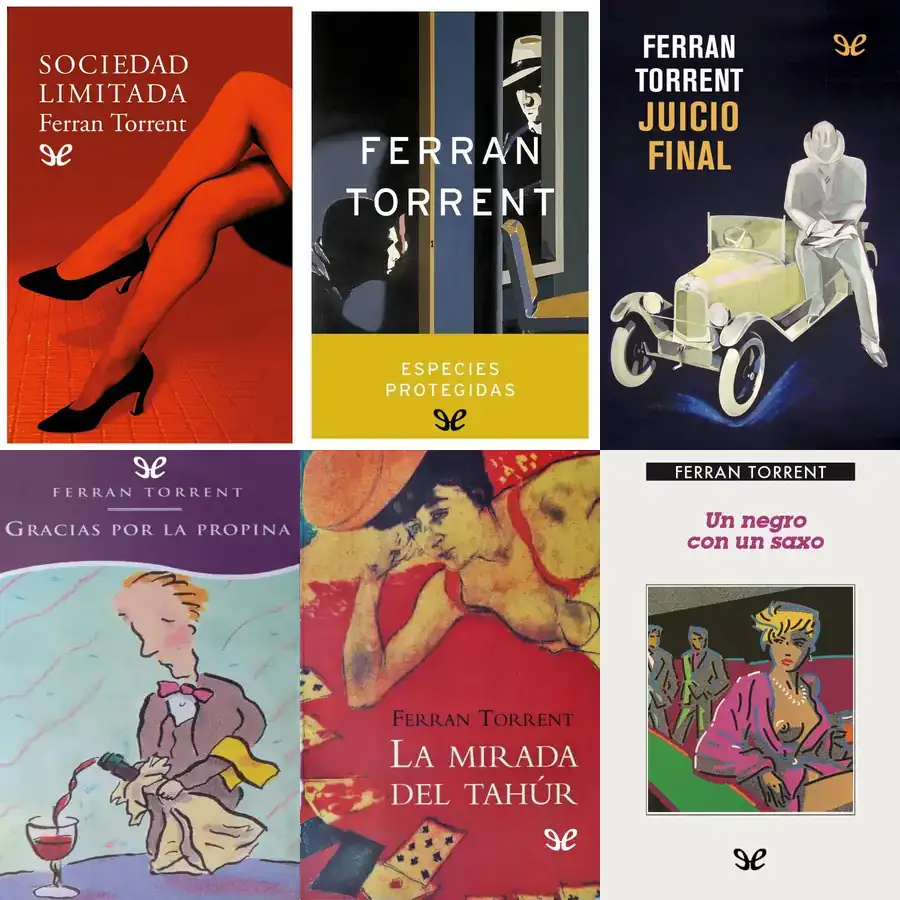 SOCIEDAD
LIMITADA
Ferran Torrent
FERRAN
TORRENT
ESPECIES
PROTEGIDAS
FERRAN
TORRENT
JUICIO
FINAL
FERRAN TORRENT
GRACIAS POR LA PROPINA
FERRAN TORRENT
LA MIRADA
DEL TAHÚR
FERRAN TORRENT
Un negro
con un saxo